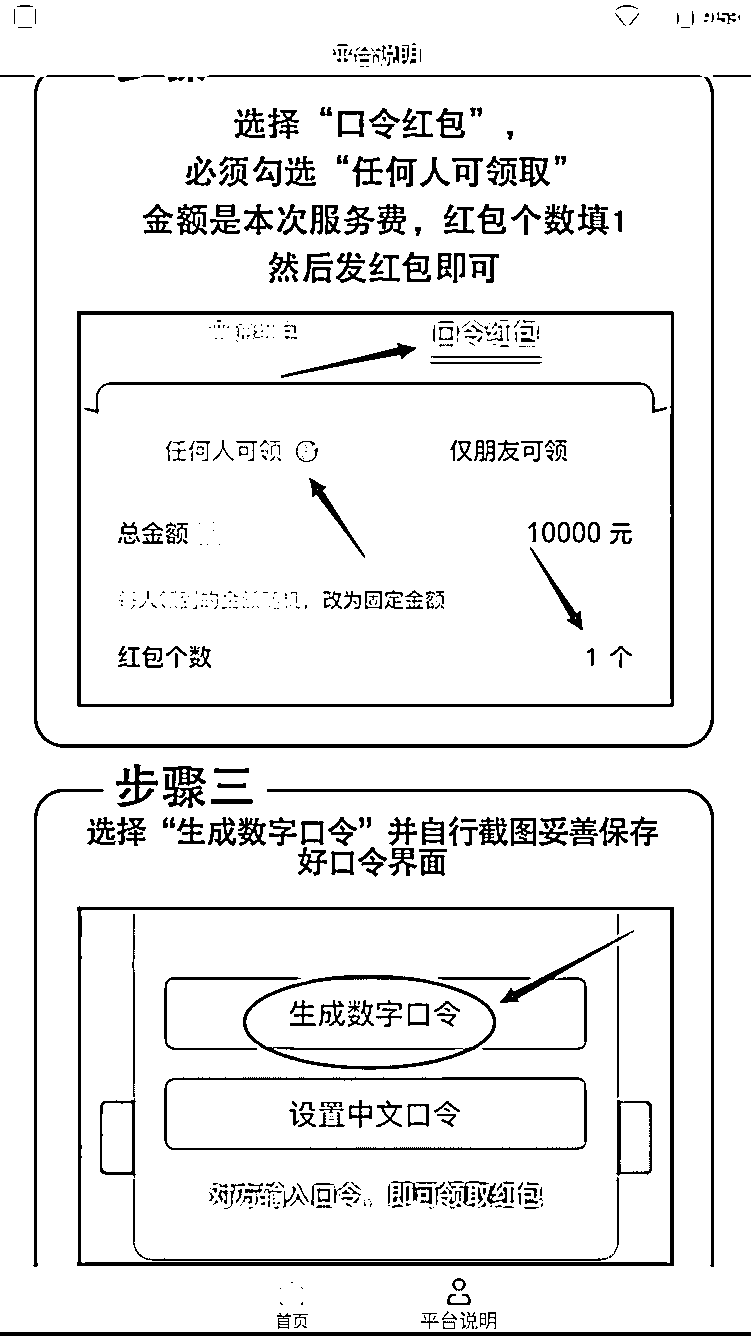 平台说明
选择“口令红包”，
必须勾选“任何人可领取”
金额是本次服务费，红包个数填1
然后发红包即可
口令红包
任何人可领
仅朋友可领
总金额
10000 元
改为固定金额
红包个数
1 个
步骤三
选择“生成数字口令”并自行截图妥善保存
好口令界面
生成数字口令
设置中文口令
对方输入口令，即可领取红包
首页
平台说明